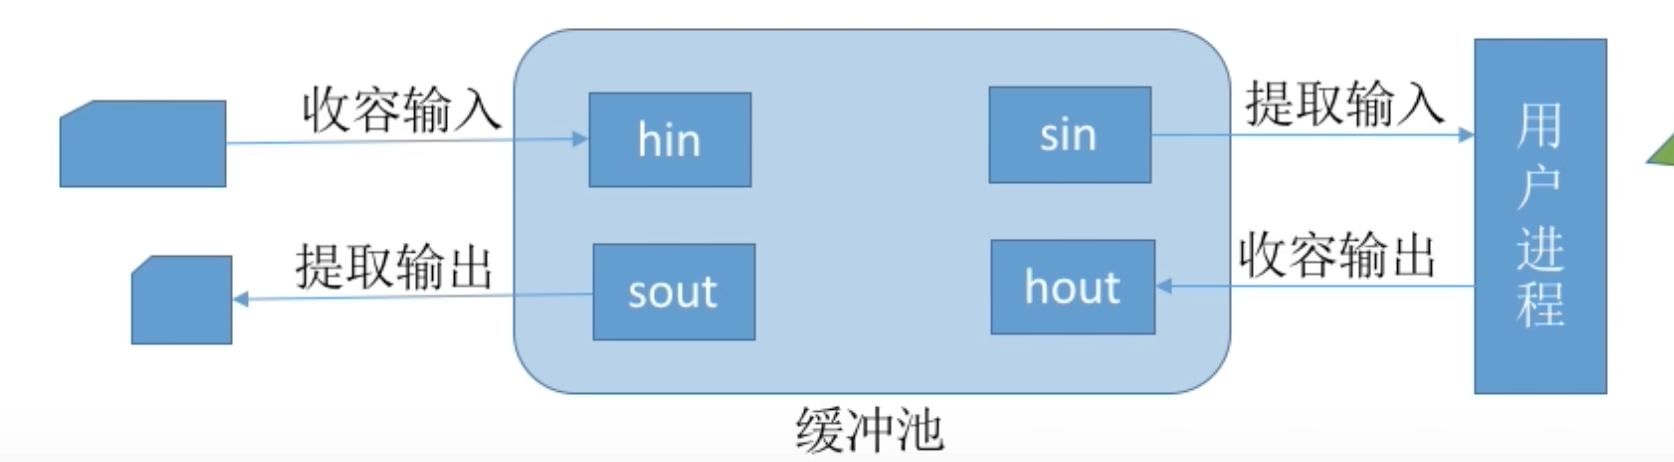 收容输入
hin
sin
提取输入
用户进程
提取输出
sout
hout
收容输出
缓冲池